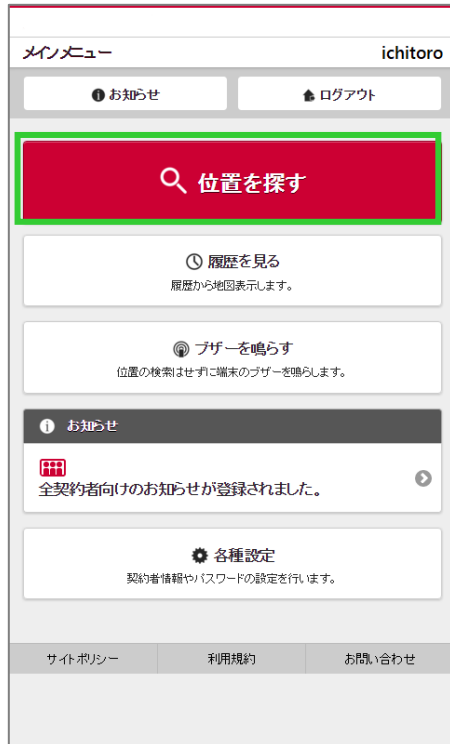 メインメニュー
ichitoro
お知らせ
ログアウト
位置を探す
履歴を見る
履歴から地図表示します。
ブザーを鳴らす
位置の検索はせずに端末のブザーを鳴らします。
お知らせ
全契約者向けのお知らせが登録されました。
各種設定
契約者情報やパスワードの設定を行います。
サイトポリシー
利用規約
お問い合わせ